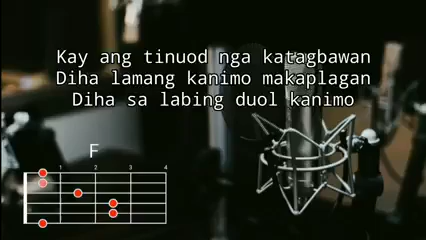 Kay ang tinuod nga katagbawan
Diha lamang kanimo makaplagan
Diha sa labing duol kanimo
F
1 2 3 4